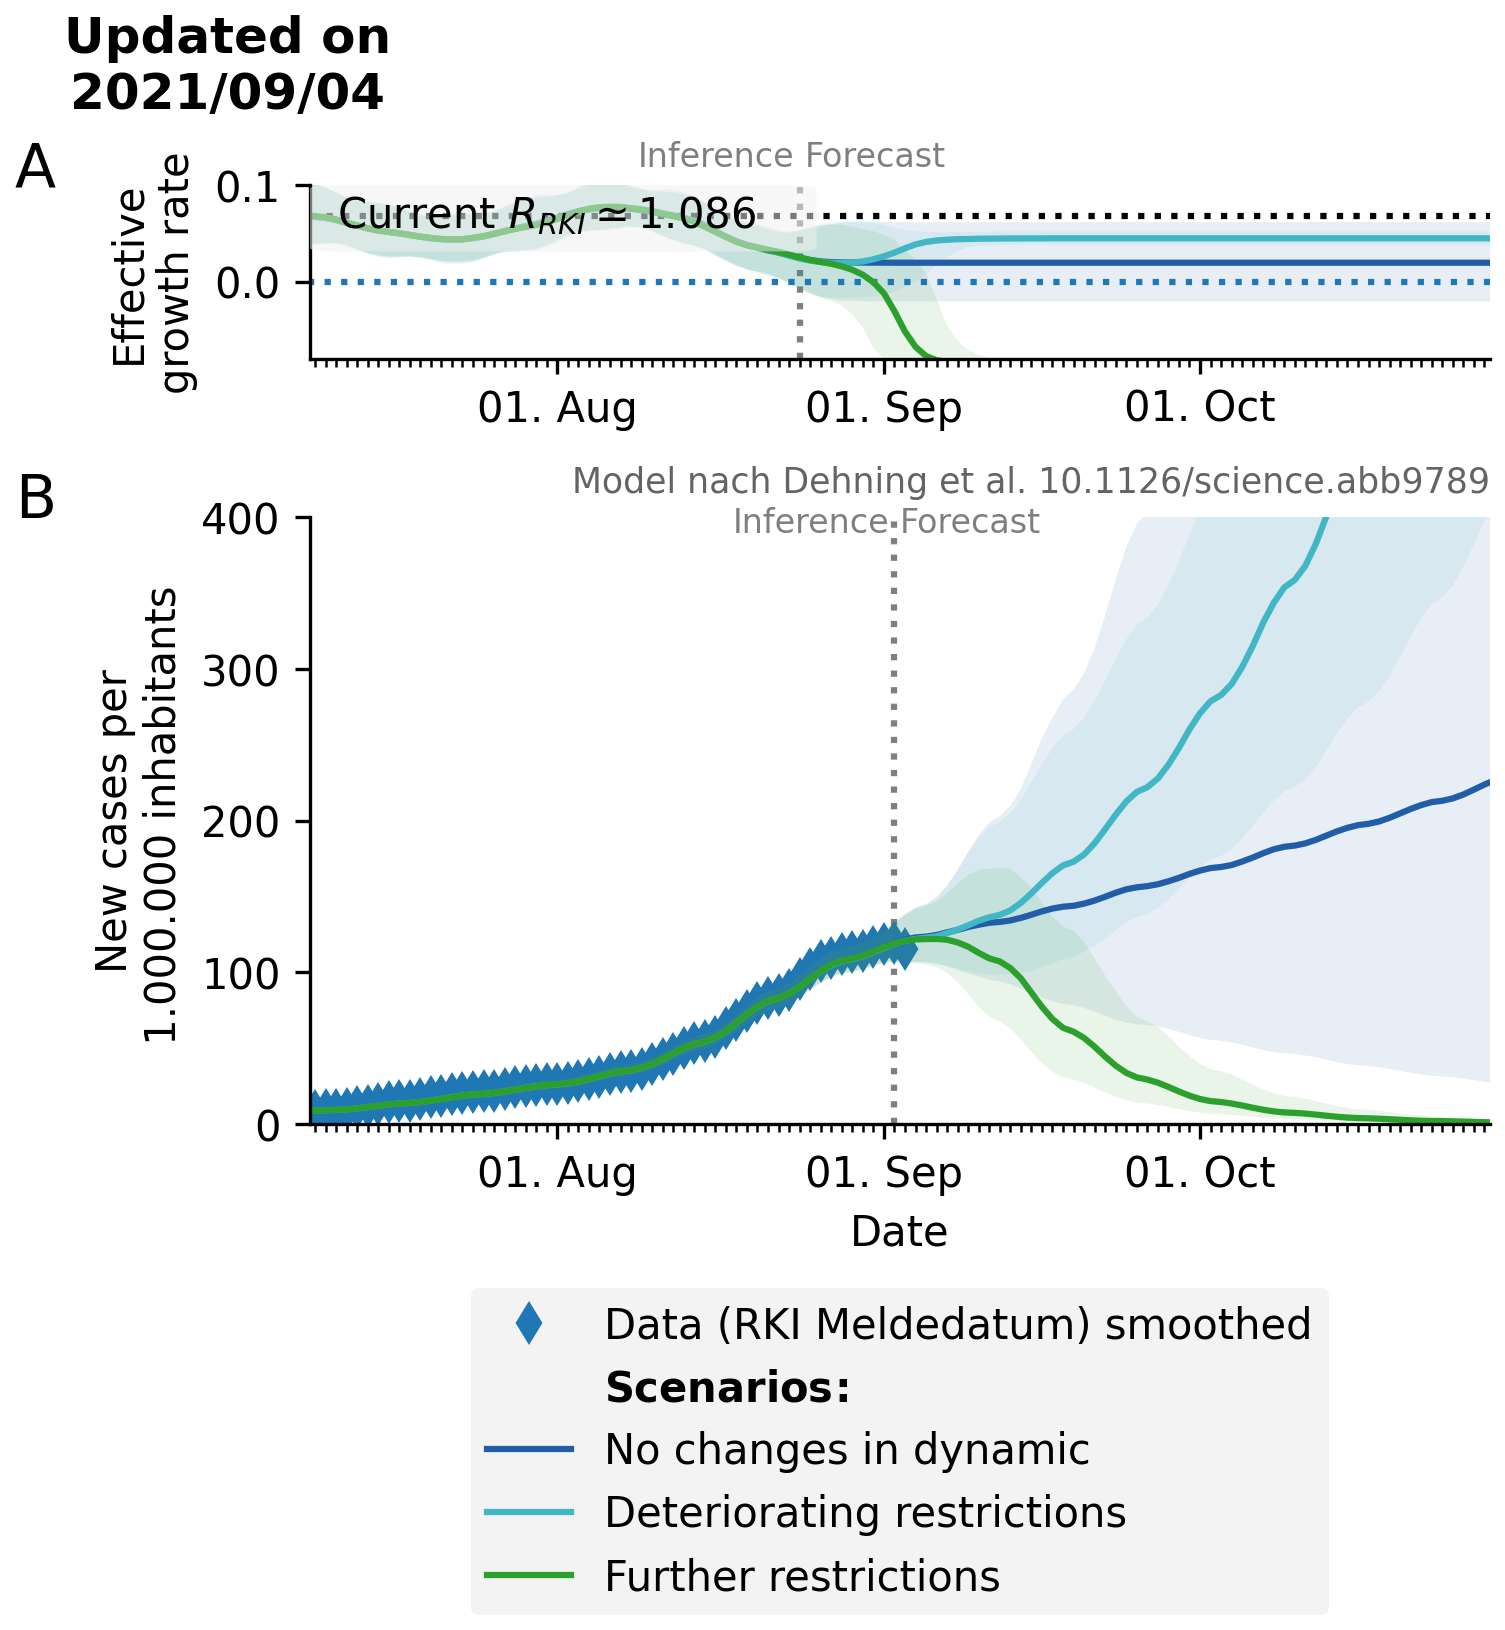 Updated on
2021/09/04
A
Inference Forecast
Effective
growth rate
0.1
0.0
Current R_RKI ≃ 1.086
01. Aug
01. Sep
01. Oct
B
Model nach Dehning et al. 10.1126/science.abb9789
Inference Forecast
New cases per
1.000.000 inhabitants
400
300
200
100
0
01. Aug
01. Sep
01. Oct
Date
Data (RKI Meldedatum) smoothed
Scenarios:
No changes in dynamic
Deteriorating restrictions
Further restrictions